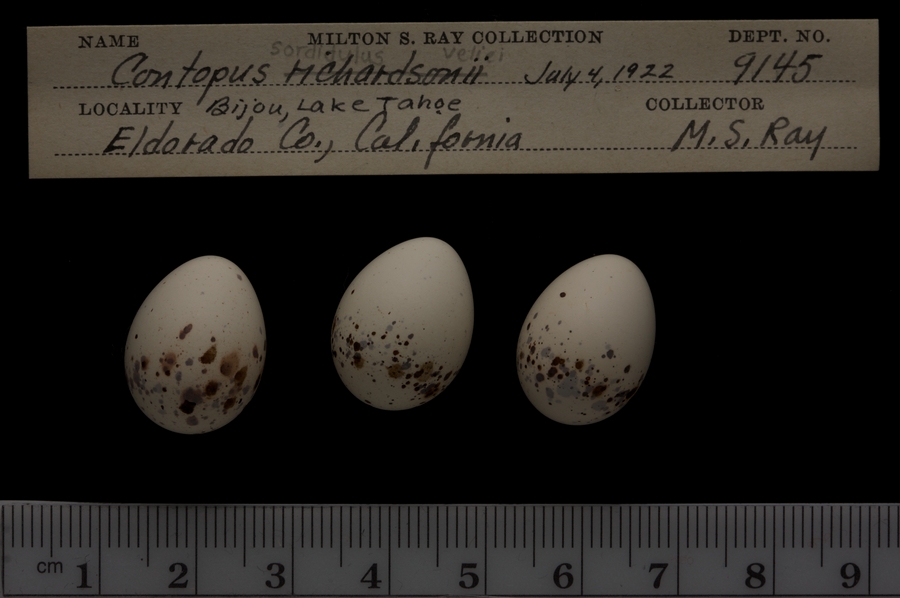 NAME MILTON S. RAY COLLECTION DEPT. NO.
sordidulus veliei
Contopus richardsonii July 4, 1922 9145
LOCALITY Bijou, Lake Tahoe COLLECTOR
Eldorado Co., California M. S. Ray
cm 1 2 3 4 5 6 7 8 9